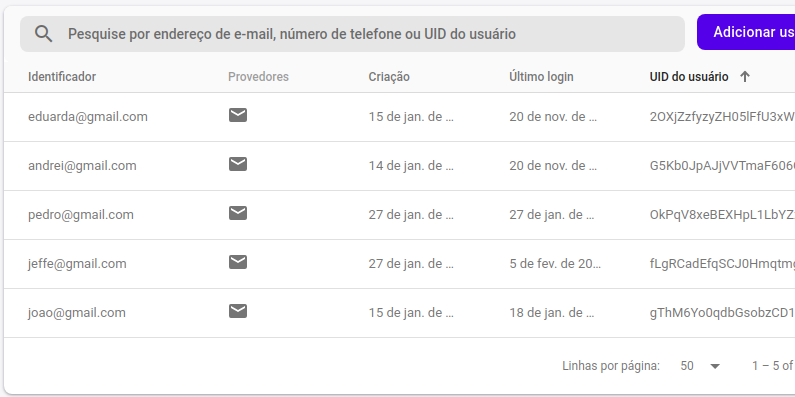 Pesquise por endereço de e-mail, número de telefone ou UID do usuário
Adicionar us
Identificador Provedores Criação Último login UID do usuário
eduarda@gmail.com 15 de jan. de ... 20 de nov. de ... 2OXjZzfyzyZH05lFfU3xW
andrei@gmail.com 14 de jan. de ... 20 de nov. de ... G5Kb0JpAJjVVTmaF606
pedro@gmail.com 27 de jan. de ... 27 de jan. de ... OkPqV8xeBEXHpL1LbYZ
jeffe@gmail.com 27 de jan. de ... 5 de fev. de 20... fLgRCadEfqSCJ0Hmqtm
joao@gmail.com 15 de jan. de ... 18 de jan. de ... gThM6Yo0qdbGsobzCD1
Linhas por página: 50 1 – 5 of